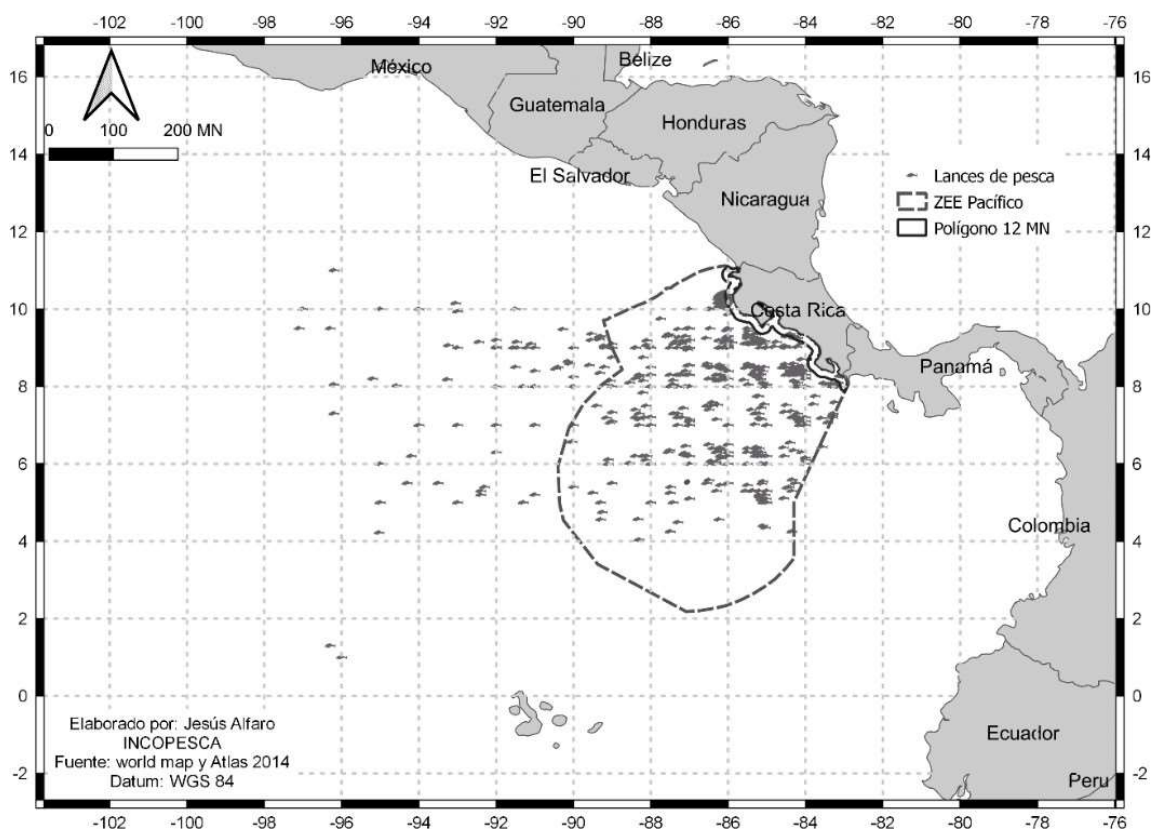 -102 -100 -98 -96 -94 -92 -90 -88 -86 -84 -82 -80 -78 -76
16 16
14 14
12 12
10 10
8 8
6 6
4 4
2 2
0 0
-2 -2
0 100 200 MN
México
Belize
Guatemala
Honduras
El Salvador
Nicaragua
Costa Rica
Panamá
Colombia
Ecuador
Peru
Lances de pesca
ZEE Pacífico
Polígono 12 MN
Elaborado por: Jesús Alfaro
INCOPESCA
Fuente: world map y Atlas 2014
Datum: WGS 84
-102 -100 -98 -96 -94 -92 -90 -88 -86 -84 -82 -80 -78 -76